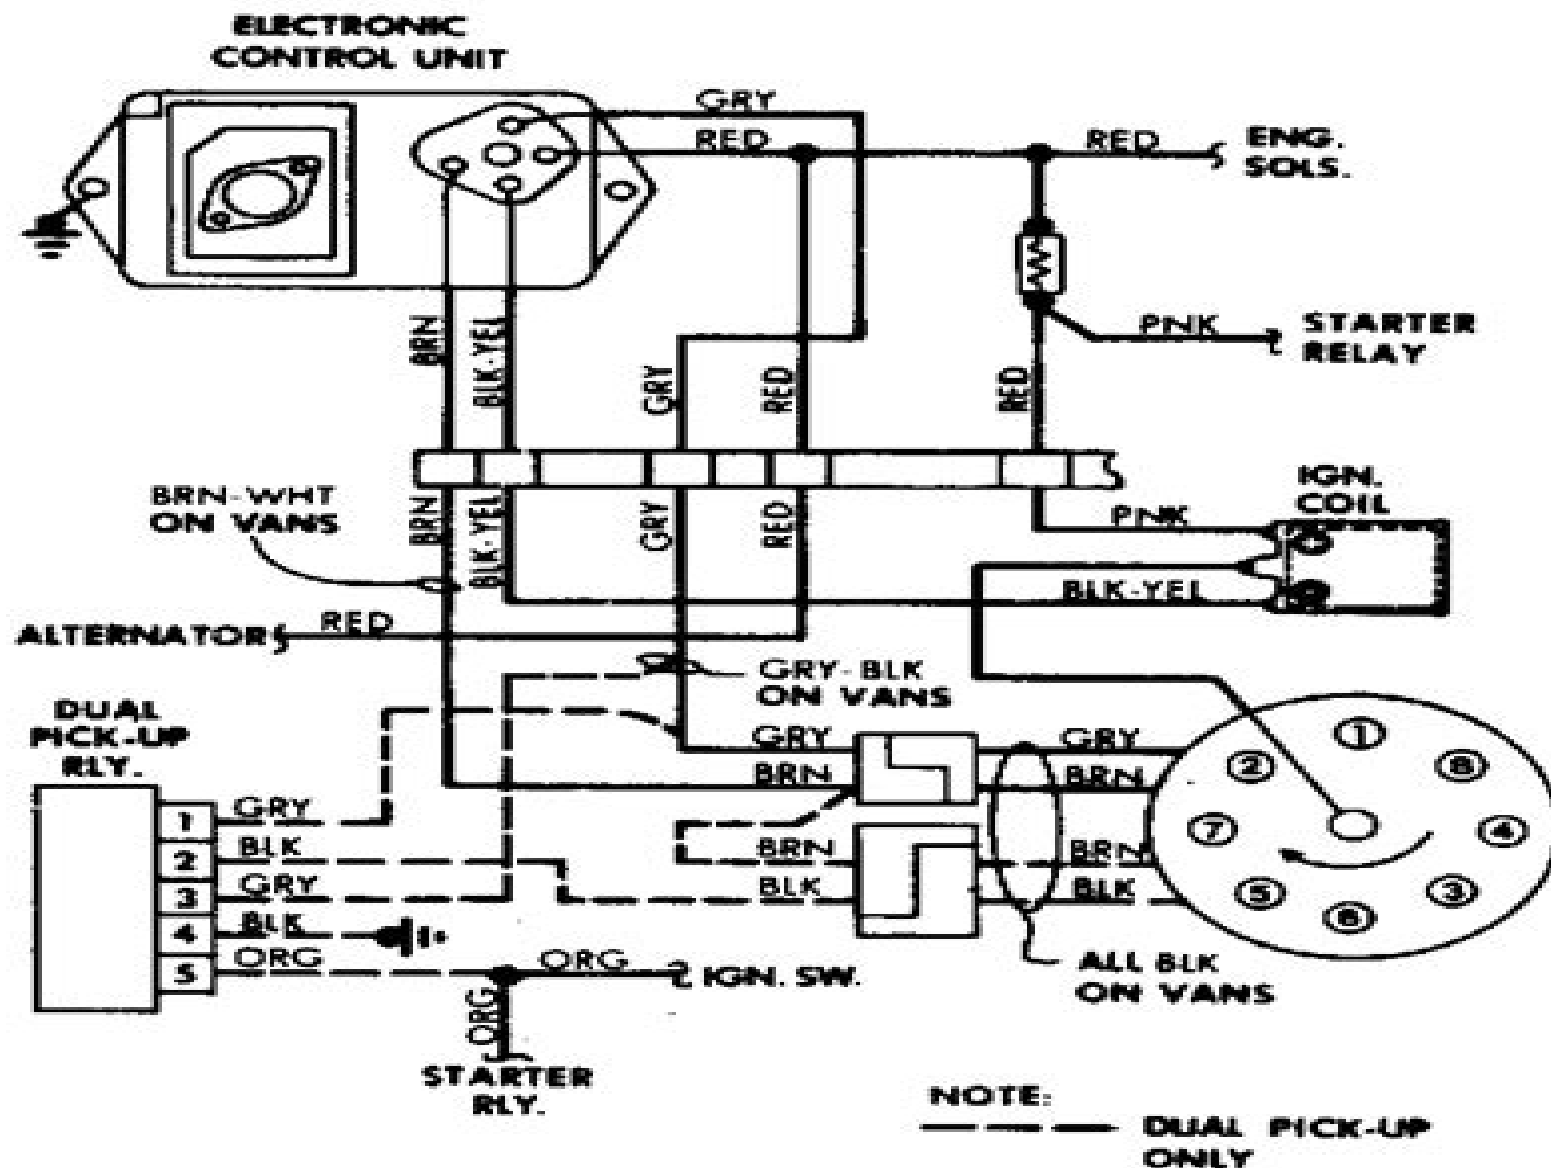 ELECTRONIC
CONTROL UNIT
GRY
RED
RED
ENG.
SOLS.
BRN
BLK-YEL
GRY
RED
RED
PNK
STARTER
RELAY
BRN-WHT
ON VANS
BRN
BLK-YEL
GRY
RED
PNK
IGN.
COIL
BLK-YEL
ALTERNATOR
RED
GRY-BLK
ON VANS
DUAL
PICK-UP
RLY.
GRY
BRN
GRY
BRN
1
GRY
2
BLK
3
GRY
4
BLK
5
ORG
BRN
BLK
BRN
BLK
1
2
8
7
4
5
6
3
ORG
IGN. SW.
ORG
STARTER
RLY.
ALL BLK
ON VANS
NOTE:
DUAL PICK-UP
ONLY